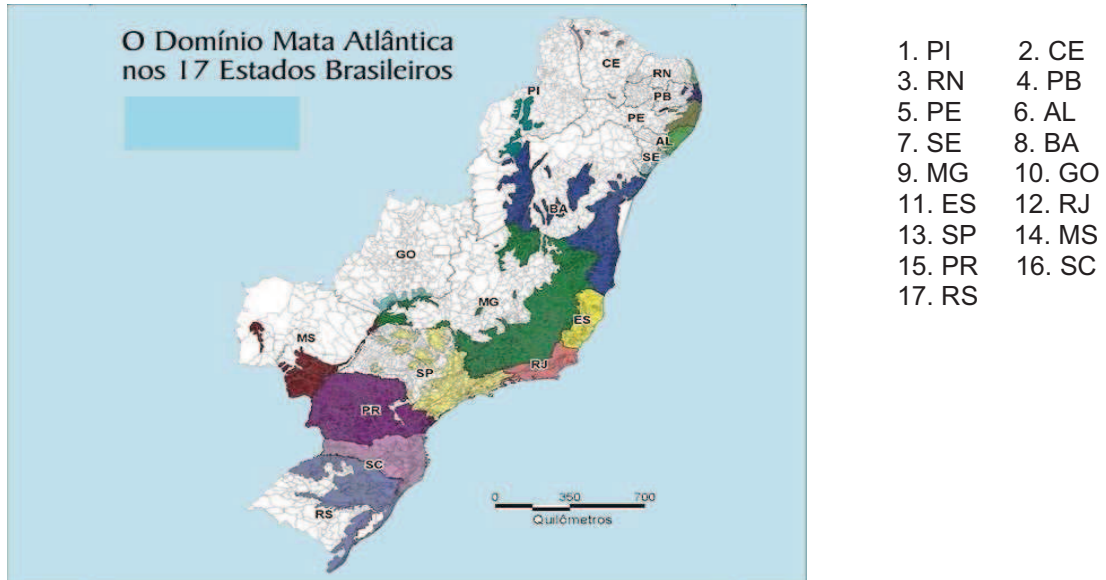 O Domínio Mata Atlântica
nos 17 Estados Brasileiros
CE
RN
PI
PB
PE
AL
SE
BA
GO
MG
ES
MS
RJ
SP
PR
SC
RS
0 350 700
Quilômetros
1. PI 2. CE
3. RN 4. PB
5. PE 6. AL
7. SE 8. BA
9. MG 10. GO
11. ES 12. RJ
13. SP 14. MS
15. PR 16. SC
17. RS